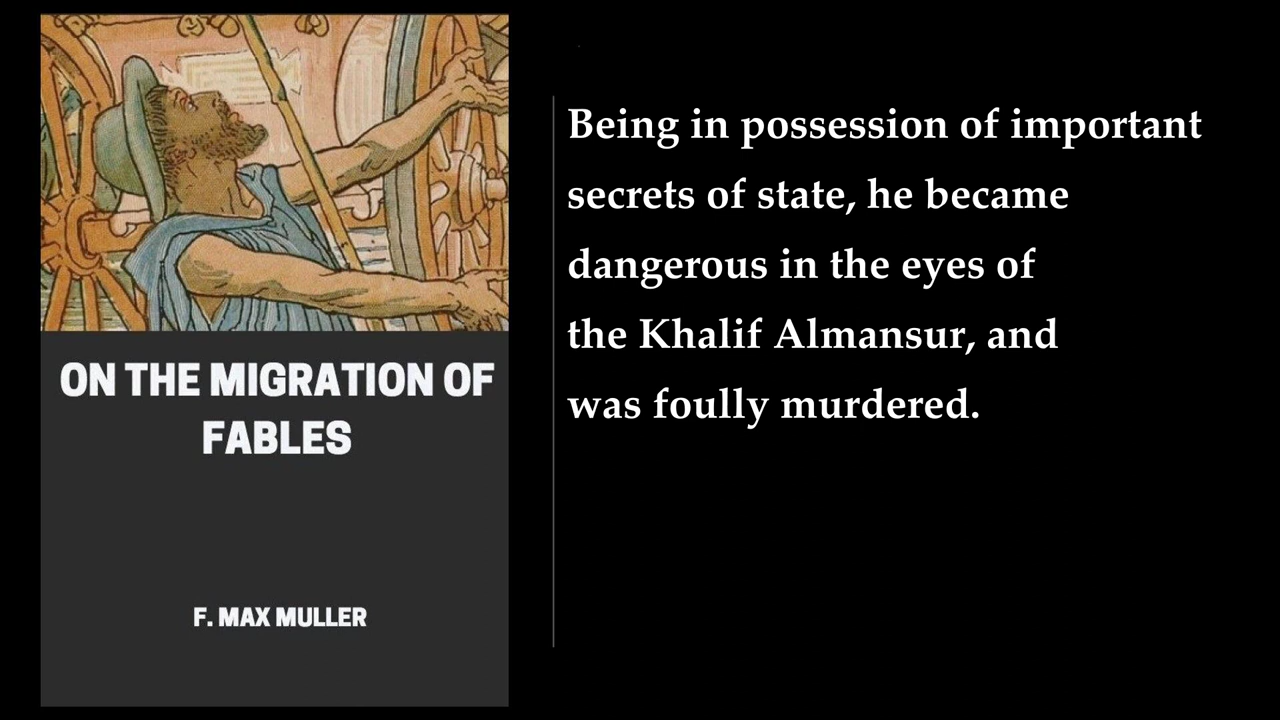 ON THE MIGRATION OF
FABLES
F. MAX MULLER
Being in possession of important
secrets of state, he became
dangerous in the eyes of
the Khalif Almansur, and
was foully murdered.